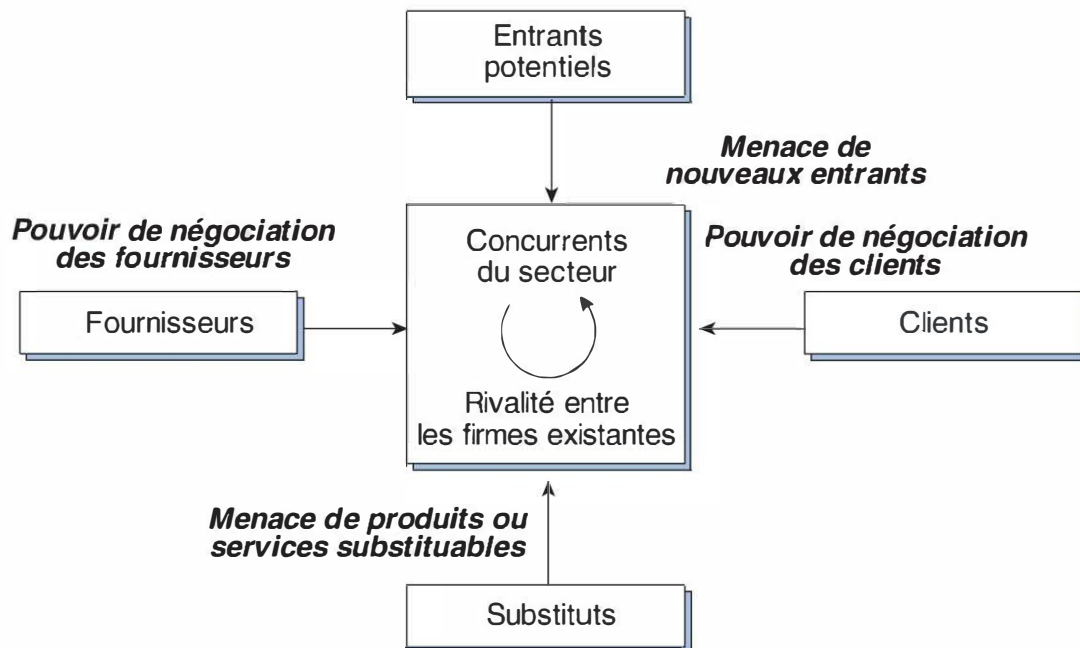 Entrants
potentiels
Menace de
nouveaux entrants
Pouvoir de négociation
des fournisseurs
Concurrents
du secteur
Pouvoir de négociation
des clients
Fournisseurs
Clients
Rivalité entre
les firmes existantes
Menace de produits ou
services substituables
Substituts